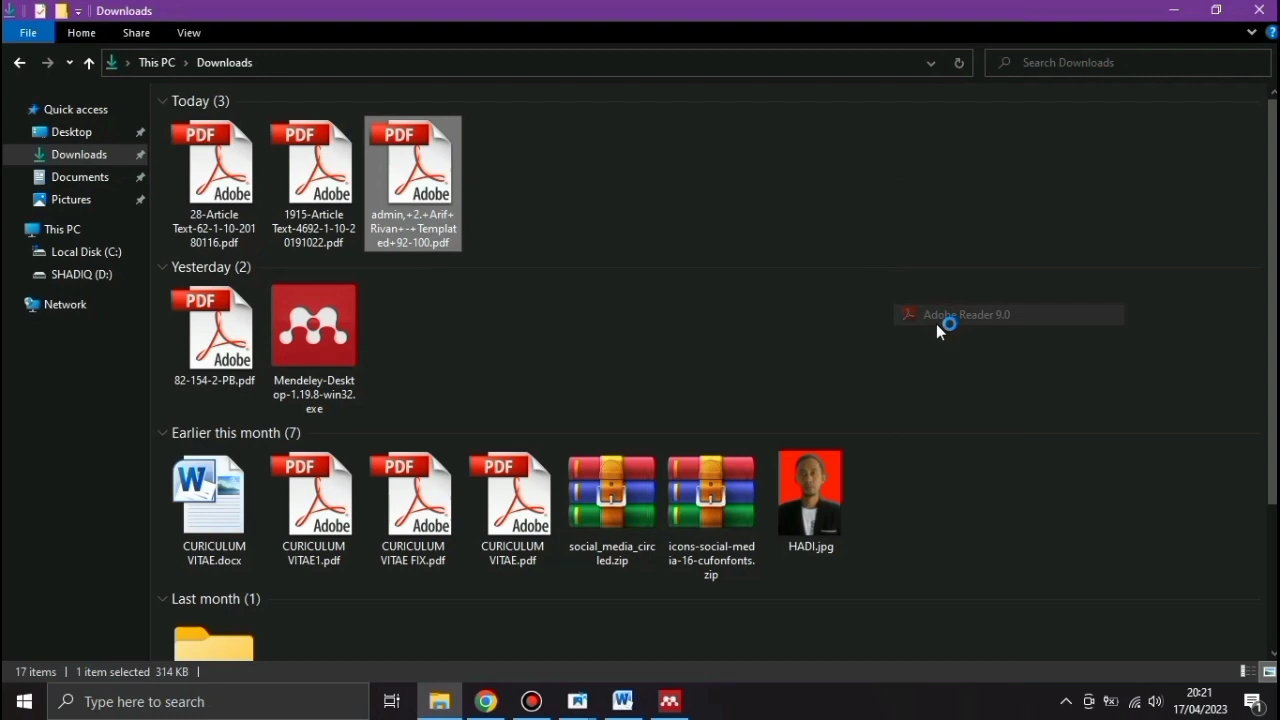 Downloads
File
Home
Share
View
This PC
Downloads
Search Downloads
Quick access
Desktop
Downloads
Documents
Pictures
This PC
Local Disk (C:)
SHADIQ (D:)
Network
Today (3)
PDF
Adobe
PDF
Adobe
PDF
Adobe
28-Article
Text-62-1-10-201
80116.pdf
1915-Article
Text-4692-1-10-2
0191022.pdf
admin,+2.+Arif+
Rivan+-+Templat
ed+92-100.pdf
Yesterday (2)
PDF
Adobe
82-154-2-PB.pdf
Mendeley-Deskt
op-1.19.8-win32.
exe
Adobe Reader 9.0
Earlier this month (7)
W
PDF
Adobe
PDF
Adobe
PDF
Adobe
CURICULUM
VITAE.docx
CURICULUM
VITAE1.pdf
CURICULUM
VITAE FIX.pdf
CURICULUM
VITAE.pdf
social_media_circ
led.zip
icons-social-med
ia-16-cufonfonts.
zip
HADI.jpg
Last month (1)
17 items
1 item selected 314 KB
Type here to search
W
20:21
17/04/2023
1